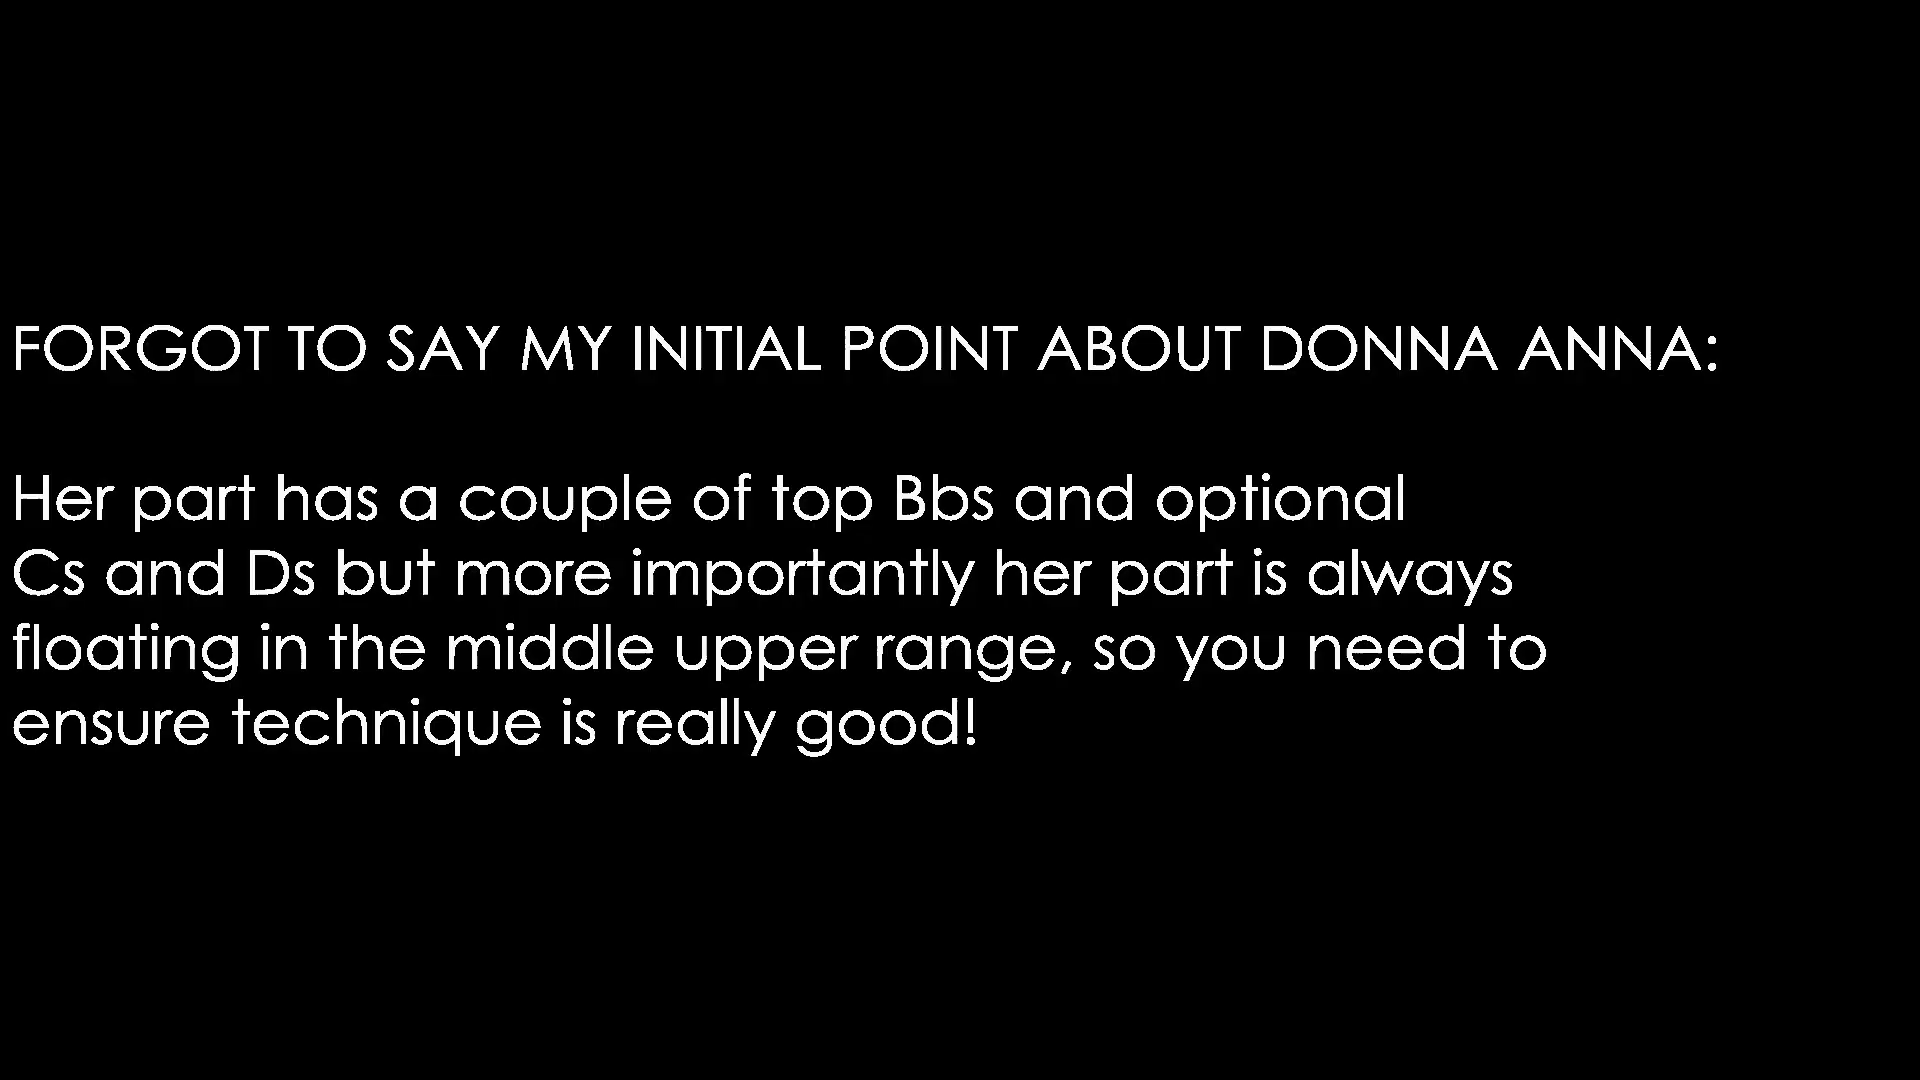 FORGOT TO SAY MY INITIAL POINT ABOUT DONNA ANNA:
Her part has a couple of top Bbs and optional
Cs and Ds but more importantly her part is always
floating in the middle upper range, so you need to
ensure technique is really good!